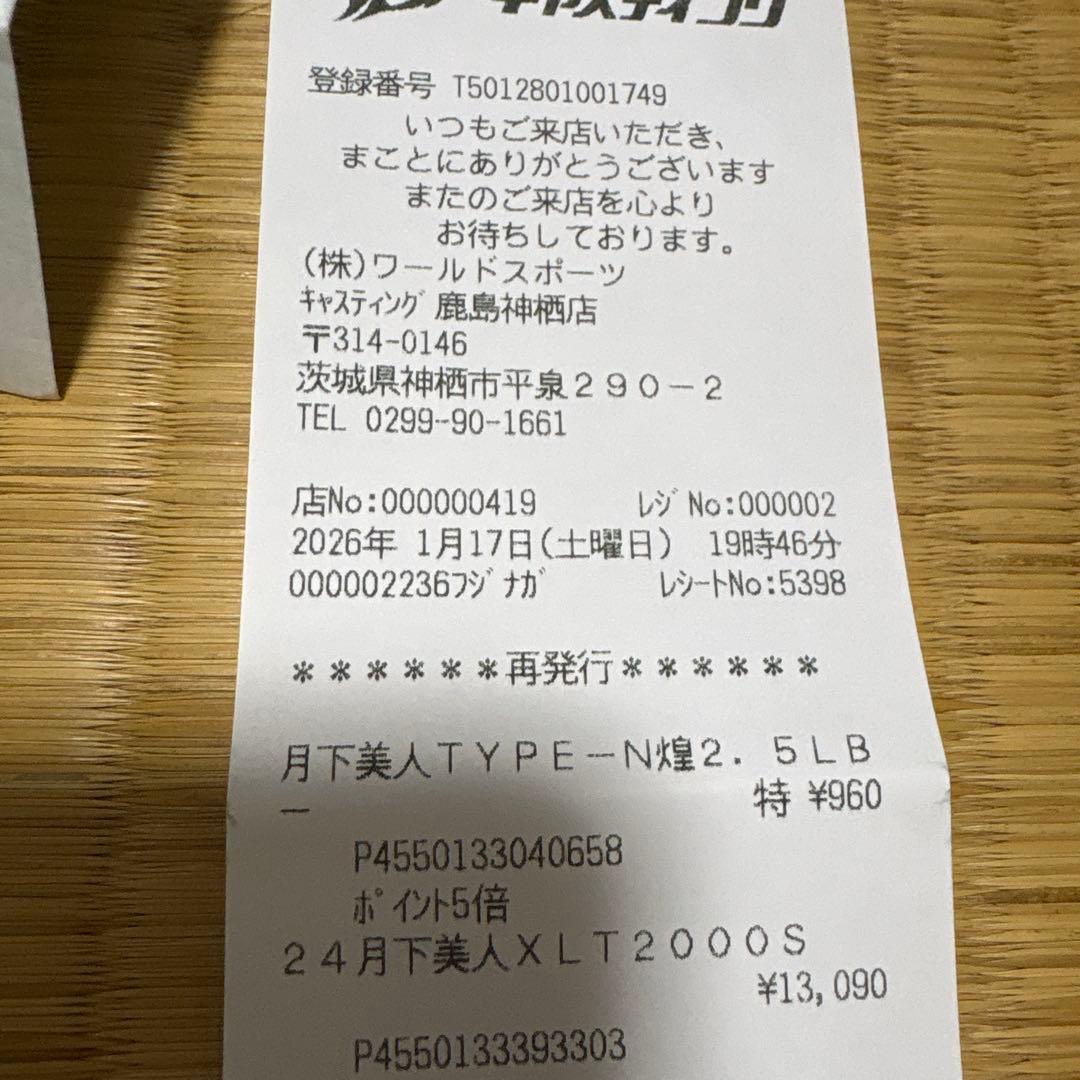 キャスティング
登録番号 T5012801001749
いつもご来店いただき、
まことにありがとうございます
またのご来店を心より
お待ちしております。
(株)ワールドスポーツ
ｷｬｽﾃｨﾝｸﾞ 鹿島神栖店
〒314-0146
茨城県神栖市平泉２９０－２
TEL 0299-90-1661
店No:000000419 ﾚｼﾞNo:000002
2026年 1月17日(土曜日) 19時46分
000002236ﾌｼﾞﾅｶﾞ ﾚｼｰﾄNo:5398
＊＊＊＊＊＊再発行＊＊＊＊＊＊
月下美人ＴＹＰＥ－Ｎ煌２．５ＬＢ
－ 特 ¥960
P4550133040658
ﾎﾟｲﾝﾄ5倍
２４月下美人ＸＬＴ２０００Ｓ
¥13,090
P4550133393303